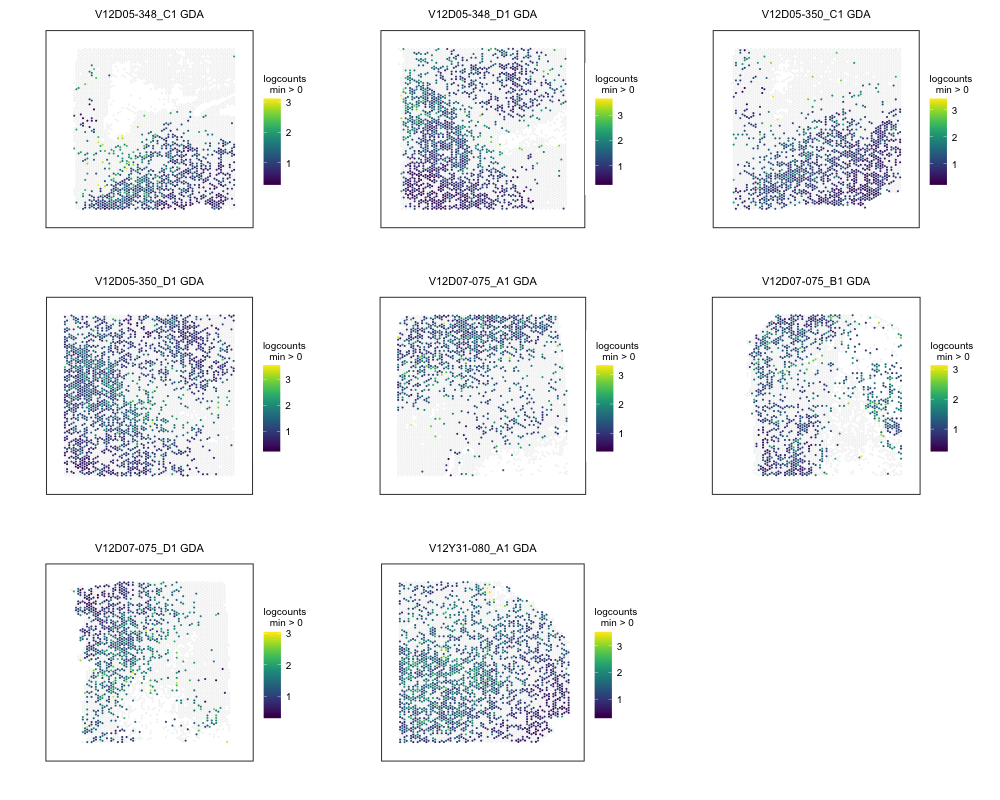 V12D05-348_C1 GDA
logcounts
min > 0
3
2
1
V12D05-348_D1 GDA
logcounts
min > 0
3
2
1
V12D05-350_C1 GDA
logcounts
min > 0
3
2
1
V12D05-350_D1 GDA
logcounts
min > 0
3
2
1
V12D07-075_A1 GDA
logcounts
min > 0
3
2
1
V12D07-075_B1 GDA
logcounts
min > 0
3
2
1
V12D07-075_D1 GDA
logcounts
min > 0
3
2
1
V12Y31-080_A1 GDA
logcounts
min > 0
3
2
1